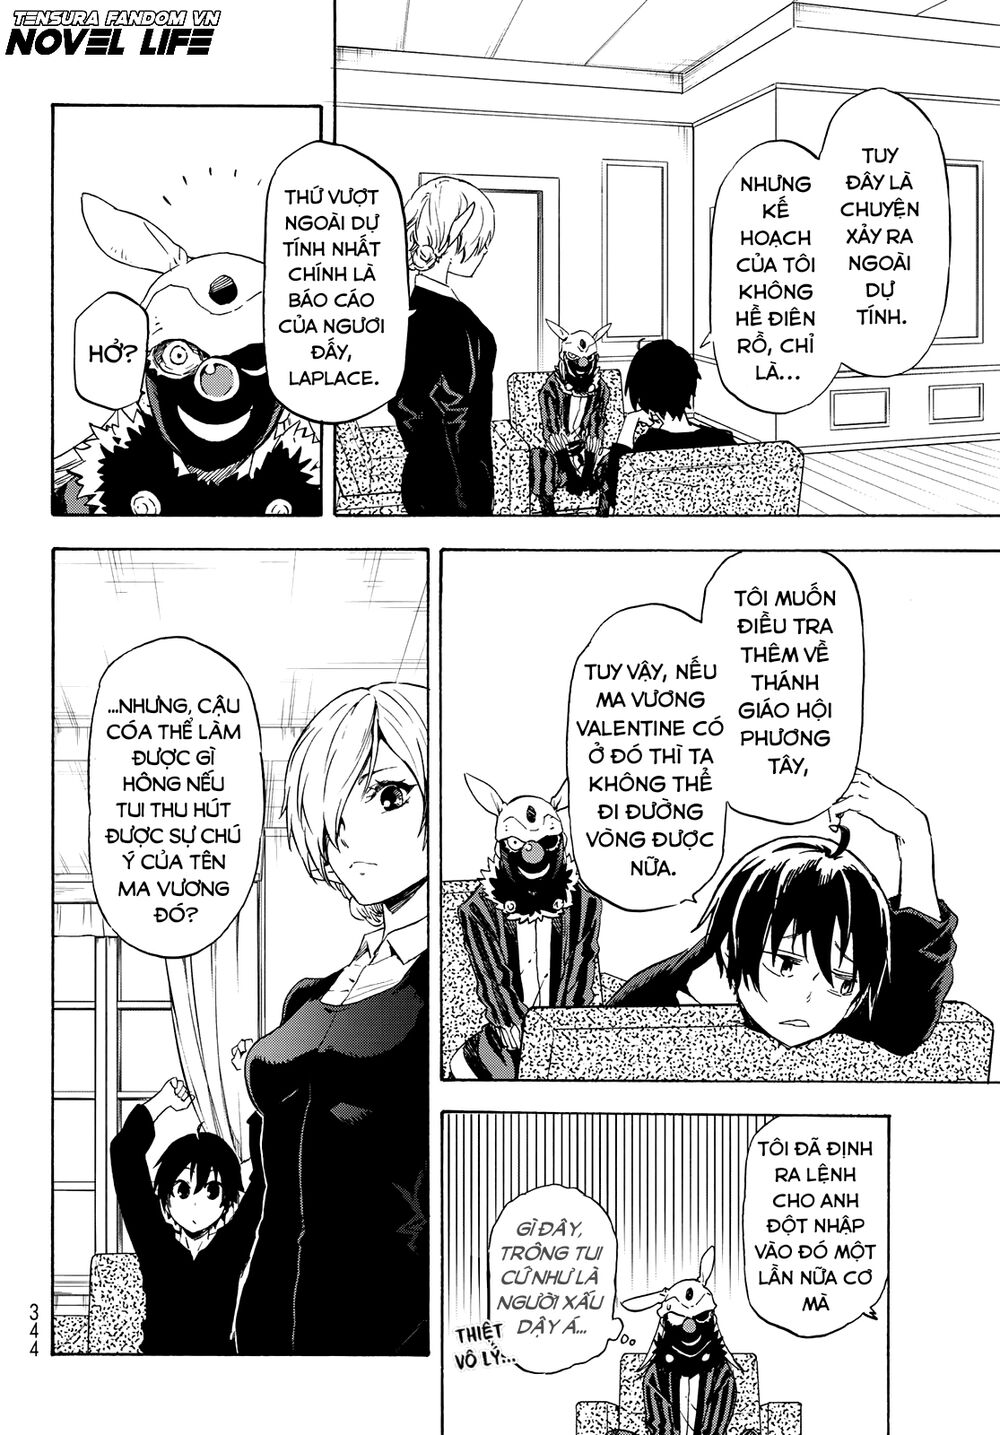 TENSURA FANDOM VN
NOVEL LIFE
TUY
ĐÂY LÀ
CHUYỆN
XẢY RA
NGOÀI
DỰ
TÍNH.
NHƯNG
KẾ
HOẠCH
CỦA TÔI
KHÔNG
HỀ ĐIÊN
RỒ, CHỈ
LÀ...
THỨ VƯỢT
NGOÀI DỰ
TÍNH NHẤT
CHÍNH LÀ
BÁO CÁO
CỦA NGƯƠI
ĐẤY,
LAPLACE.
HỞ?
TÔI MUỐN
ĐIỀU TRA
THÊM VỀ
THÁNH
GIÁO HỘI
PHƯƠNG
TÂY,
TUY VẬY, NẾU
MA VƯƠNG
VALENTINE CÓ
Ở ĐÓ THÌ TA
KHÔNG THỂ
ĐI ĐƯỜNG
VÒNG ĐƯỢC
NỮA.
...NHƯNG, CẬU
CÓA THỂ LÀM
ĐƯỢC GÌ
HÔNG NẾU
TUI THU HÚT
ĐƯỢC SỰ CHÚ
Ý CỦA TÊN
MA VƯƠNG
ĐÓ?
TÔI ĐÃ ĐỊNH
RA LỆNH
CHO ANH
ĐỘT NHẬP
VÀO ĐÓ MỘT
LẦN NỮA CƠ
MÀ
GÌ ĐÂY,
TRÔNG TUI
CỨ NHƯ LÀ
NGƯỜI XẤU
DẬY Á...
THIỆT
VÔ LÝ...
344